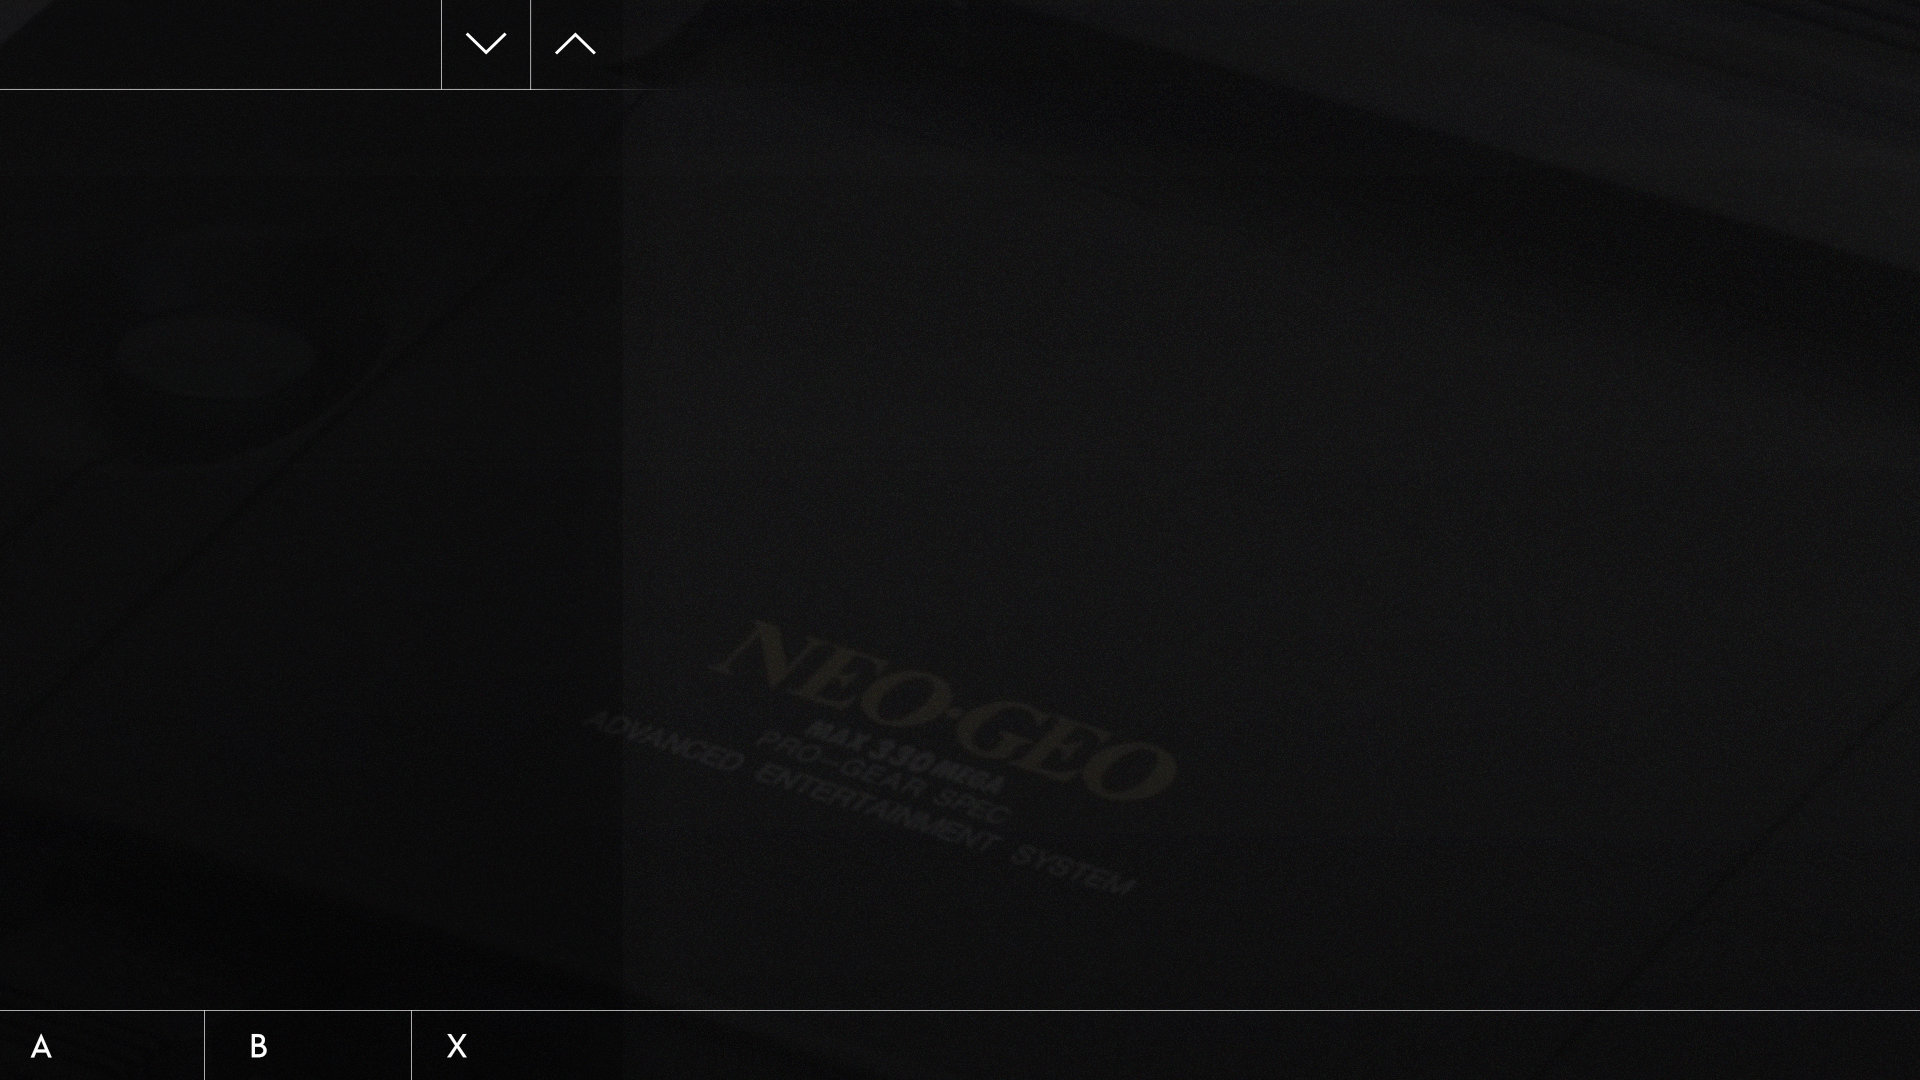 NEO·GEO
MAX 330 MEGA
PRO-GEAR SPEC
ADVANCED ENTERTAINMENT SYSTEM
A B X